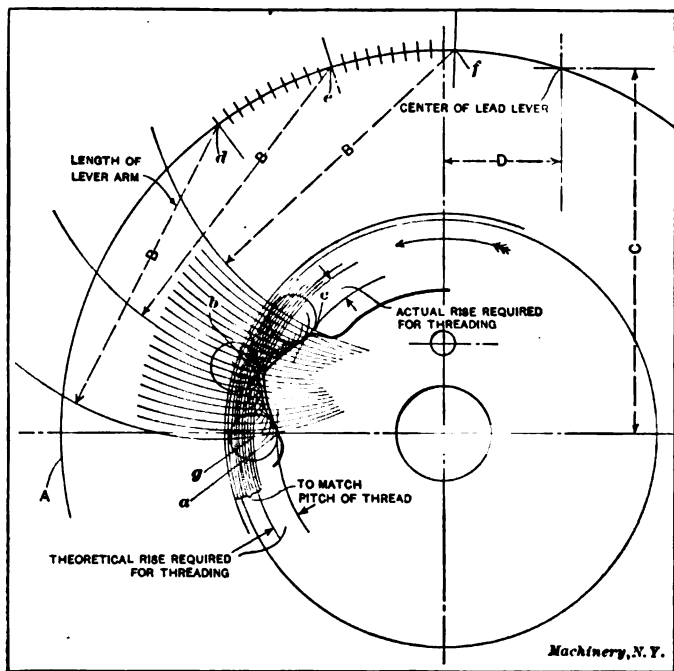 f
e
CENTER OF LEAD LEVER
d
LENGTH OF
LEVER ARM
B
B
B
D
C
b
c
ACTUAL RISE REQUIRED
FOR THREADING
g
a
A
TO MATCH
PITCH OF THREAD
THEORETICAL RISE REQUIRED
FOR THREADING
Machinery, N.Y.